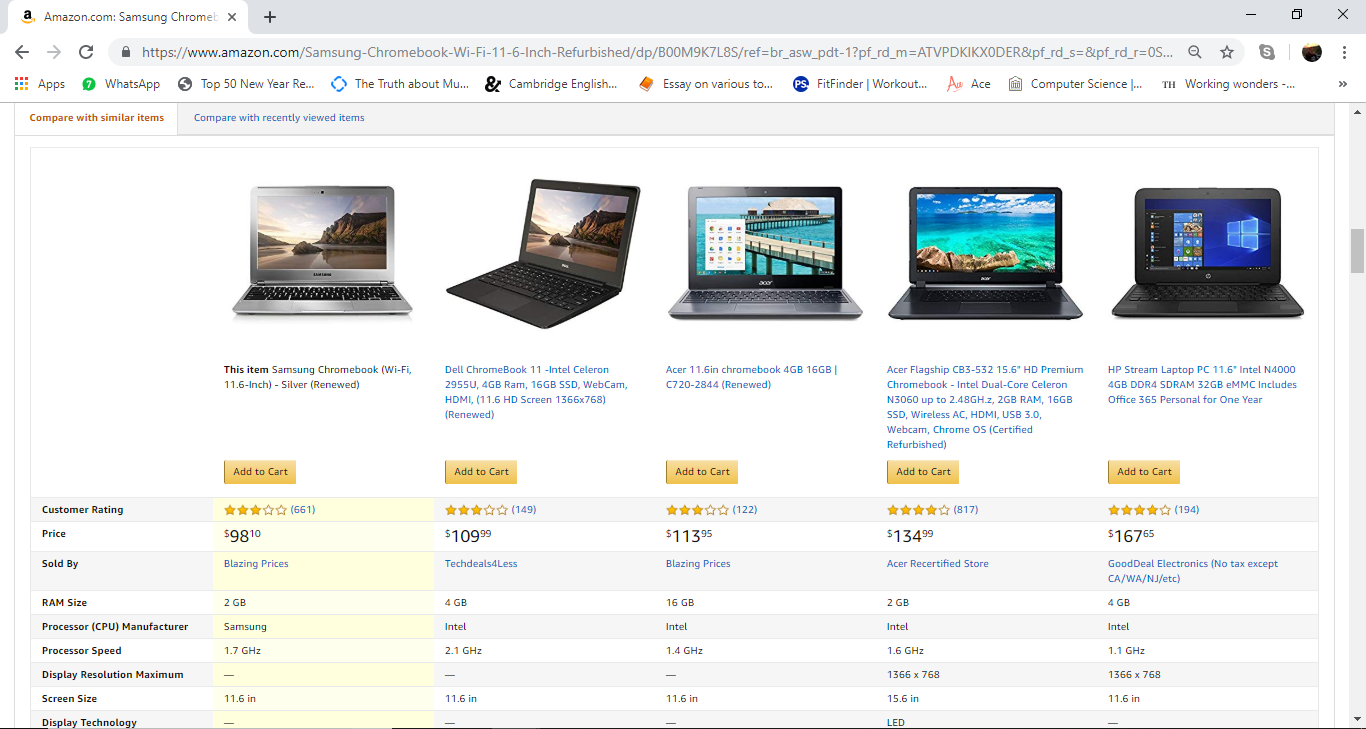 Amazon.com: Samsung Chromeb
https://www.amazon.com/Samsung-Chromebook-Wi-Fi-11-6-Inch-Refurbished/dp/B00M9K7L8S/ref=br_asw_pdt-1?pf_rd_m=ATVPDKIKX0DER&pf_rd_s=&pf_rd_r=0S...
Apps WhatsApp Top 50 New Year Re... The Truth about Mu... Cambridge English... Essay on various to... PS. FitFinder | Workout... Ace Computer Science |... TH Working wonders -... »
Compare with similar items Compare with recently viewed items
SAMSUNG
DELL
acer
acer
hp
This item Samsung Chromebook (Wi-Fi,
11.6-Inch) - Silver (Renewed)
Dell ChromeBook 11 -Intel Celeron
2955U, 4GB Ram, 16GB SSD, WebCam,
HDMI, (11.6 HD Screen 1366x768)
(Renewed)
Acer 11.6in chromebook 4GB 16GB |
C720-2844 (Renewed)
Acer Flagship CB3-532 15.6" HD Premium
Chromebook - Intel Dual-Core Celeron
N3060 up to 2.48GH.z, 2GB RAM, 16GB
SSD, Wireless AC, HDMI, USB 3.0,
Webcam, Chrome OS (Certified
Refurbished)
HP Stream Laptop PC 11.6" Intel N4000
4GB DDR4 SDRAM 32GB eMMC Includes
Office 365 Personal for One Year
Add to Cart Add to Cart Add to Cart Add to Cart Add to Cart
Customer Rating (661) (149) (122) (817) (194)
Price $9810 $10999 $11395 $13499 $16765
Sold By Blazing Prices Techdeals4Less Blazing Prices Acer Recertified Store GoodDeal Electronics (No tax except
CA/WA/NJ/etc)
RAM Size 2 GB 4 GB 16 GB 2 GB 4 GB
Processor (CPU) Manufacturer Samsung Intel Intel Intel Intel
Processor Speed 1.7 GHz 2.1 GHz 1.4 GHz 1.6 GHz 1.1 GHz
Display Resolution Maximum — — — 1366 x 768 1366 x 768
Screen Size 11.6 in 11.6 in 11.6 in 15.6 in 11.6 in
Display Technology — — — LED —